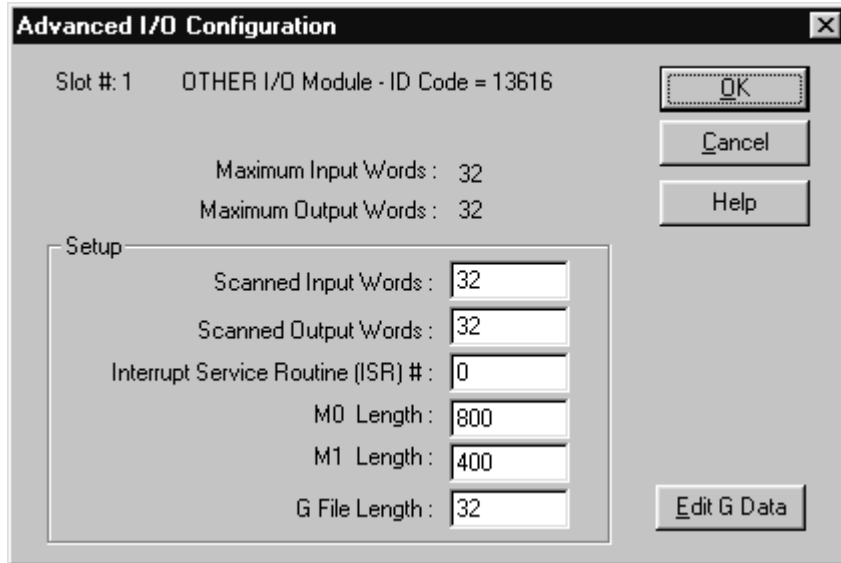 Advanced I/O Configuration
Slot #: 1 OTHER I/O Module - ID Code = 13616
OK
Cancel
Maximum Input Words : 32
Help
Maximum Output Words : 32
Setup
Scanned Input Words : 32
Scanned Output Words : 32
Interrupt Service Routine (ISR) # : 0
M0 Length : 800
M1 Length : 400
G File Length : 32
Edit G Data